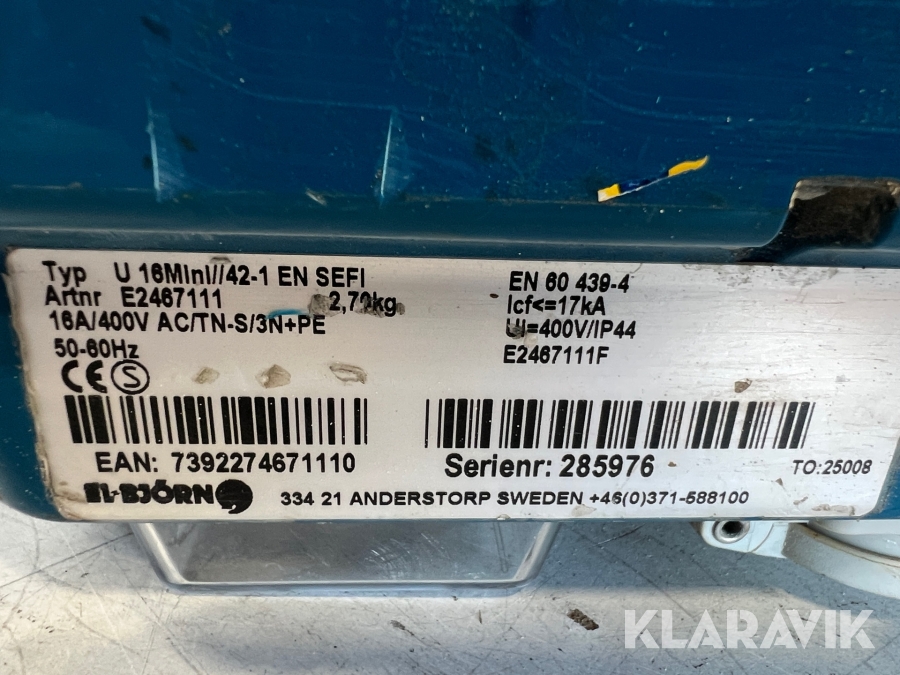 Typ U 16MInI//42-1 EN SEFI
Artnr E2467111 2,70kg
16A/400V AC/TN-S/3N+PE
50-60Hz
CE S
EN 60 439-4
Icf<=17kA
Ui=400V/IP44
E2467111F
EAN: 7392274671110
Serienr: 285976
TO:25008
EL-BJÖRN
334 21 ANDERSTORP SWEDEN +46(0)371-588100
KLARAVIK